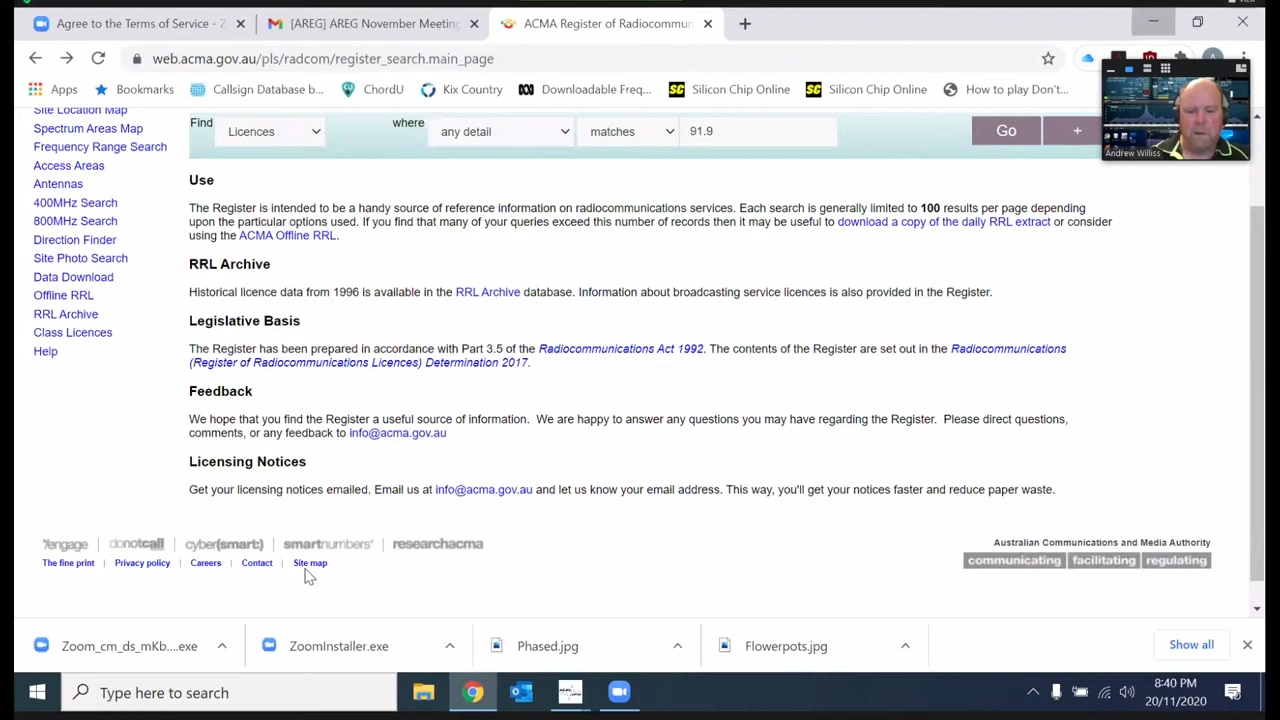 Agree to the Terms of Service - Z
[AREG] AREG November Meeting
ACMA Register of Radiocommun
web.acma.gov.au/pls/radcom/register_search.main_page
Apps
Bookmarks
Callsign Database b...
ChordU
Kix Country
Downloadable Freq...
Silicon Chip Online
Silicon Chip Online
How to play Don't...
Andrew Williss
Site Location Map
Spectrum Areas Map
Frequency Range Search
Access Areas
Antennas
400MHz Search
800MHz Search
Direction Finder
Site Photo Search
Data Download
Offline RRL
RRL Archive
Class Licences
Help
Find Licences where any detail matches 91.9 Go +
Use
The Register is intended to be a handy source of reference information on radiocommunications services. Each search is generally limited to 100 results per page depending
upon the particular options used. If you find that many of your queries exceed this number of records then it may be useful to download a copy of the daily RRL extract or consider
using the ACMA Offline RRL.
RRL Archive
Historical licence data from 1996 is available in the RRL Archive database. Information about broadcasting service licences is also provided in the Register.
Legislative Basis
The Register has been prepared in accordance with Part 3.5 of the Radiocommunications Act 1992. The contents of the Register are set out in the Radiocommunications
(Register of Radiocommunications Licences) Determination 2017.
Feedback
We hope that you find the Register a useful source of information. We are happy to answer any questions you may have regarding the Register. Please direct questions,
comments, or any feedback to info@acma.gov.au
Licensing Notices
Get your licensing notices emailed. Email us at info@acma.gov.au and let us know your email address. This way, you'll get your notices faster and reduce paper waste.
engage | donotcall | cyber(smart:) | smartnumbers | researchacma
The fine print | Privacy policy | Careers | Contact | Site map
Australian Communications and Media Authority
communicating facilitating regulating
Zoom_cm_ds_mKb....exe
ZoomInstaller.exe
Phased.jpg
Flowerpots.jpg
Show all
Type here to search
8:40 PM
20/11/2020